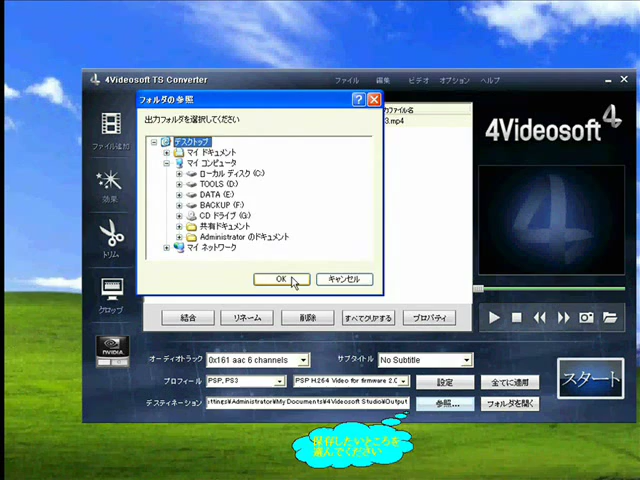 4Videosoft TS Converter
ファイル 編集 ビデオ オプション ヘルプ
フォルダの参照
出力フォルダを選択してください
デスクトップ
マイ ドキュメント
マイ コンピュータ
ローカル ディスク (C:)
TOOLS (D:)
DATA (E:)
BACKUP (F:)
CD ドライブ (G:)
共有ドキュメント
Administrator のドキュメント
マイ ネットワーク
OK キャンセル
力ファイル名
3.mp4
4Videosoft
ファイル追加
効果
トリム
クロップ
NVIDIA
結合 リネーム 削除 すべてクリアする プロパティ
オーディオトラック 0x161 aac 6 channels サブタイトル No Subtitle
プロフィール PSP, PS3 PSP H.264 Video for firmware 2.0 設定 全てに適用
デスティネーション ttings¥Administrator¥My Documents¥4Videosoft Studio¥Output 参照... フォルダを開く
スタート
保存したいところを
選んでください